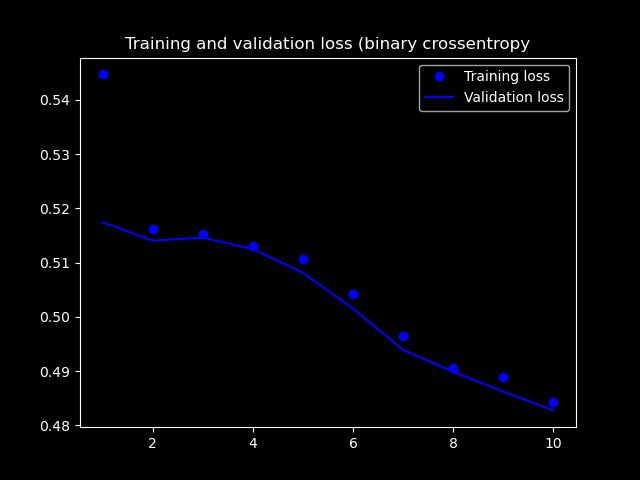 Training and validation loss (binary crossentropy
Training loss
Validation loss
0.54
0.53
0.52
0.51
0.50
0.49
0.48
2 4 6 8 10